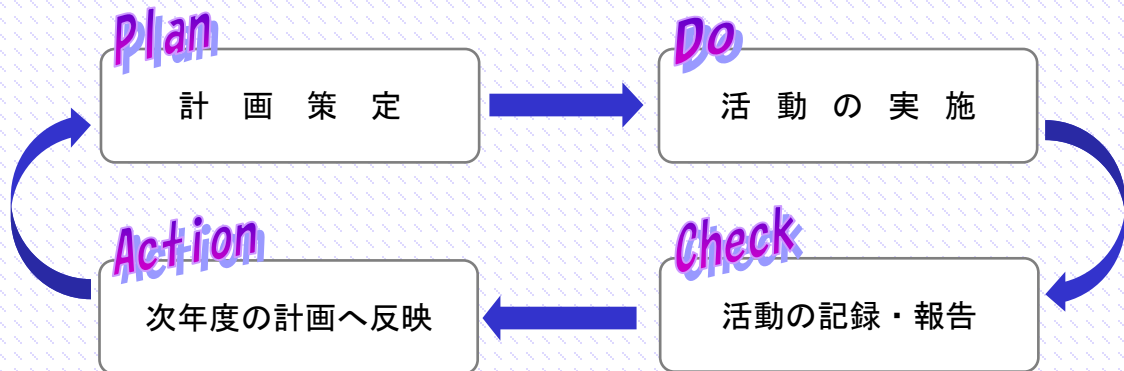 Plan
計画策定
Do
活動の実施
Action
次年度の計画へ反映
Check
活動の記録・報告